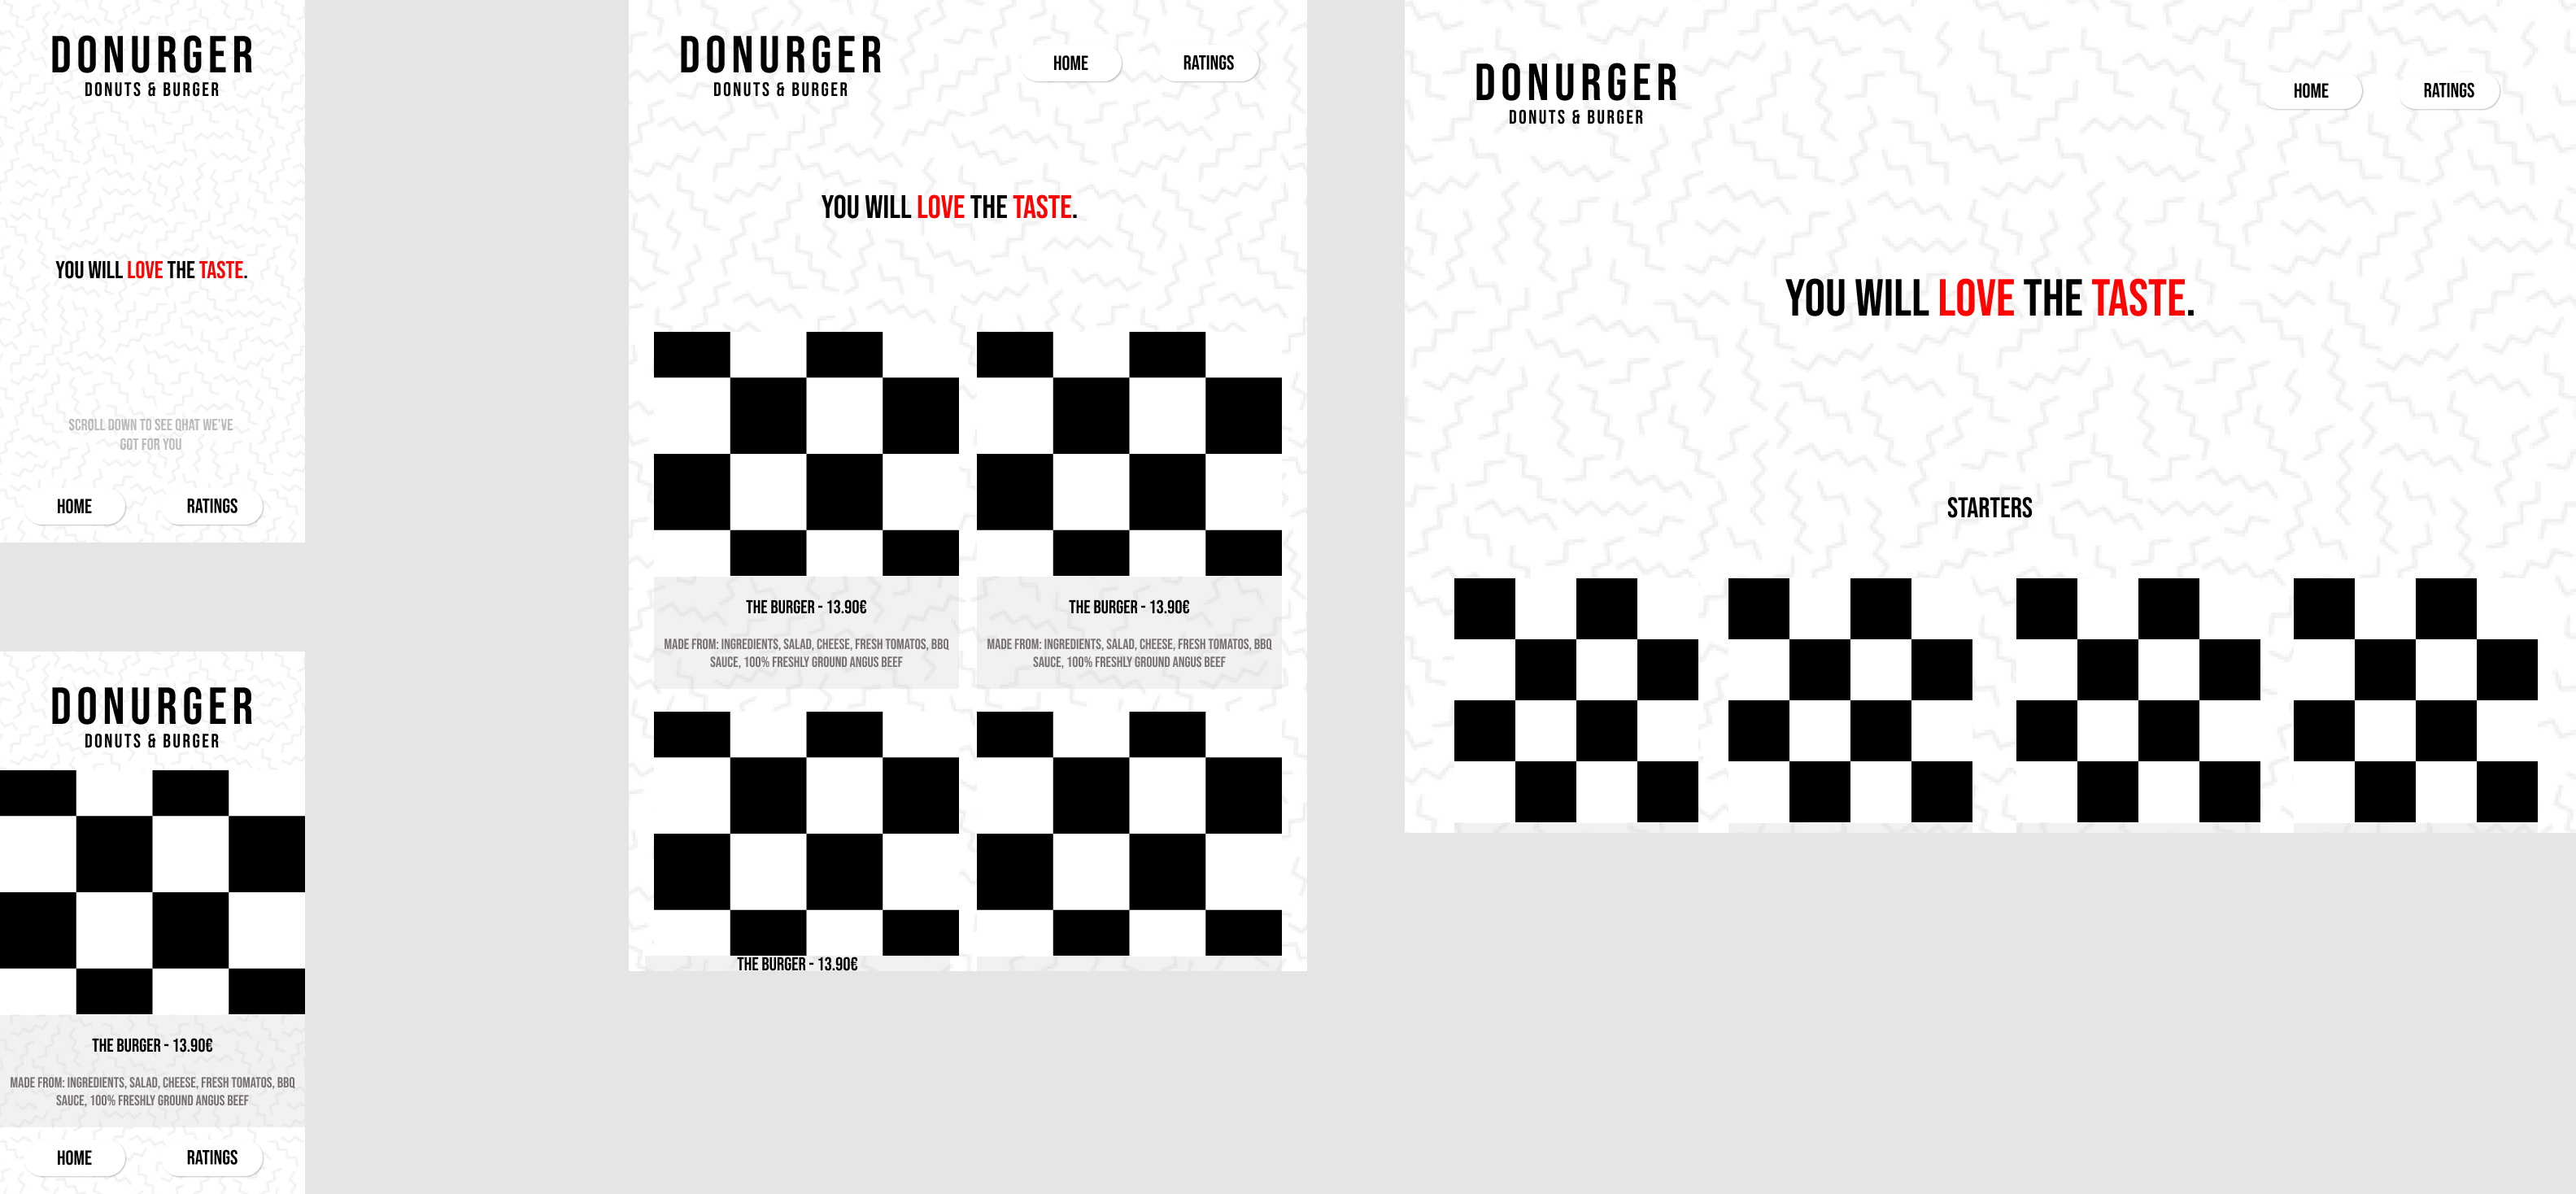 DONURGER
DONUTS & BURGER
YOU WILL LOVE THE TASTE.
SCROLL DOWN TO SEE QHAT WE'VE
GOT FOR YOU
HOME
RATINGS
DONURGER
DONUTS & BURGER
THE BURGER - 13.90€
MADE FROM: INGREDIENTS, SALAD, CHEESE, FRESH TOMATOS, BBQ
SAUCE, 100% FRESHLY GROUND ANGUS BEEF
HOME
RATINGS
DONURGER
DONUTS & BURGER
HOME
RATINGS
YOU WILL LOVE THE TASTE.
THE BURGER - 13.90€
MADE FROM: INGREDIENTS, SALAD, CHEESE, FRESH TOMATOS, BBQ
SAUCE, 100% FRESHLY GROUND ANGUS BEEF
THE BURGER - 13.90€
MADE FROM: INGREDIENTS, SALAD, CHEESE, FRESH TOMATOS, BBQ
SAUCE, 100% FRESHLY GROUND ANGUS BEEF
THE BURGER - 13.90€
DONURGER
DONUTS & BURGER
HOME
RATINGS
YOU WILL LOVE THE TASTE.
STARTERS